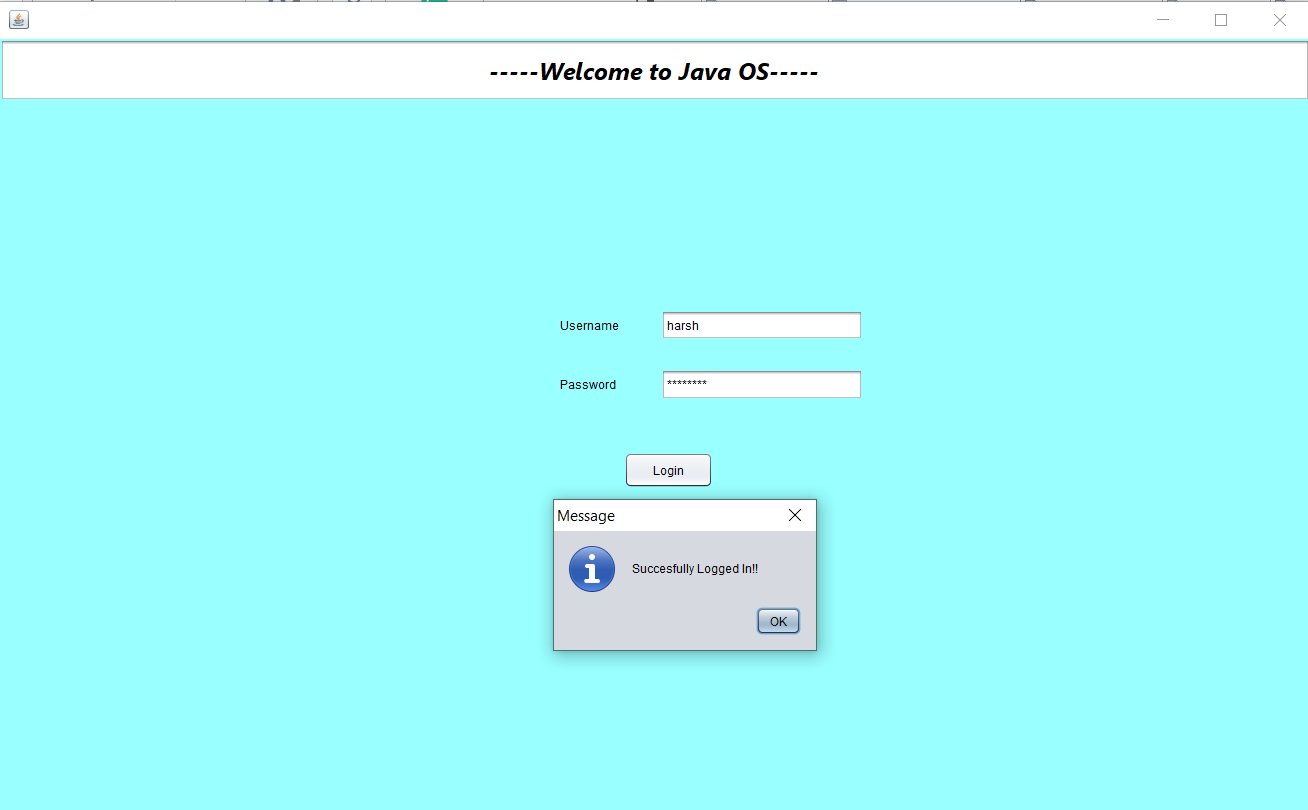 -----Welcome to Java OS-----
Username harsh
Password ********
Login
Message
Succesfully Logged In!!
OK